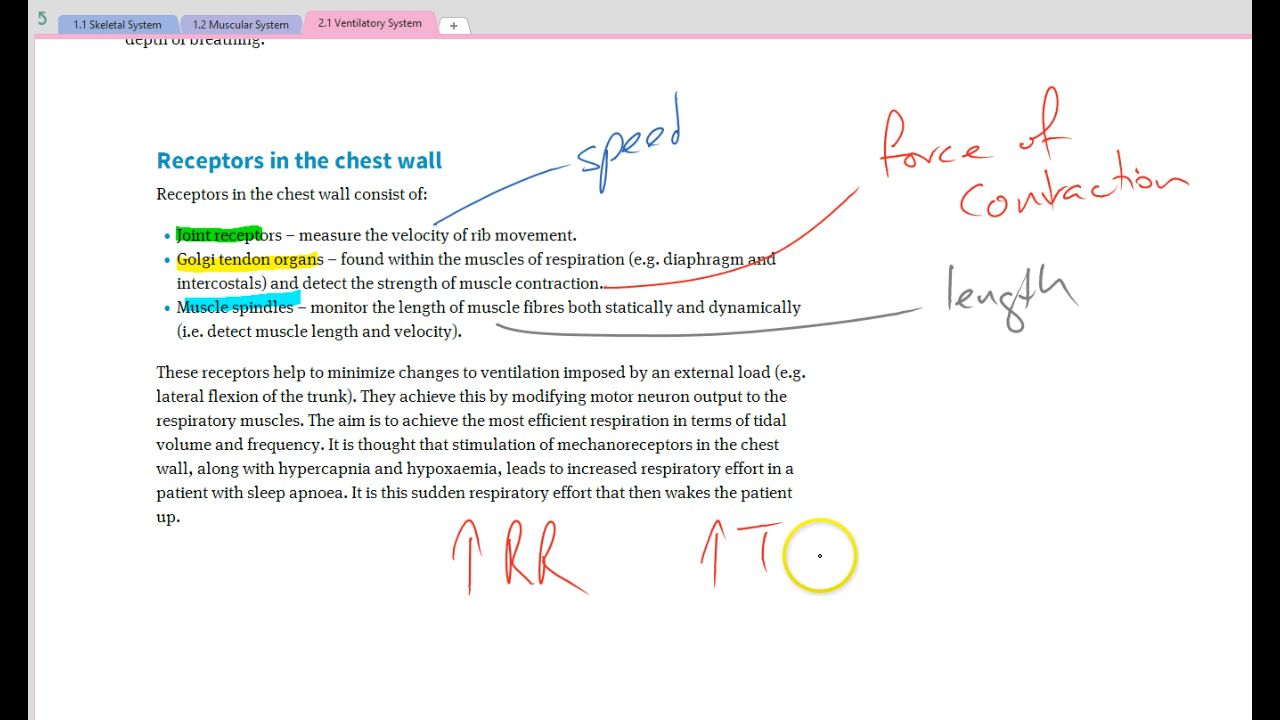 5
1.1 Skeletal System
1.2 Muscular System
2.1 Ventilatory System
+
depth of breathing.
speed
force of
contraction
Receptors in the chest wall
Receptors in the chest wall consist of:
• Joint receptors – measure the velocity of rib movement.
• Golgi tendon organs – found within the muscles of respiration (e.g. diaphragm and
intercostals) and detect the strength of muscle contraction.
length
• Muscle spindles – monitor the length of muscle fibres both statically and dynamically
(i.e. detect muscle length and velocity).
These receptors help to minimize changes to ventilation imposed by an external load (e.g.
lateral flexion of the trunk). They achieve this by modifying motor neuron output to the
respiratory muscles. The aim is to achieve the most efficient respiration in terms of tidal
volume and frequency. It is thought that stimulation of mechanoreceptors in the chest
wall, along with hypercapnia and hypoxaemia, leads to increased respiratory effort in a
patient with sleep apnoea. It is this sudden respiratory effort that then wakes the patient
up.
↑ RR ↑ T